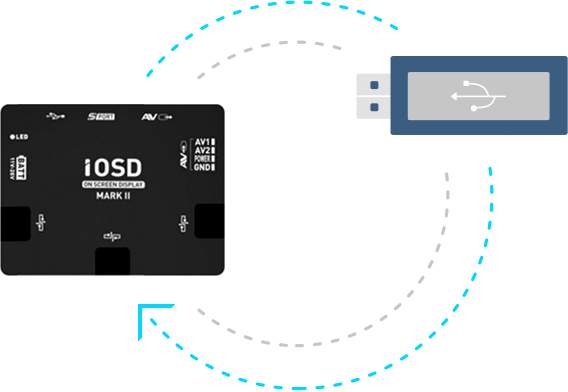 S.PORT
AV
LED
BATT
11V-26V
iOSD
ON SCREEN DISPLAY
MARK II
AV
AV1
AV2
POWER
GND